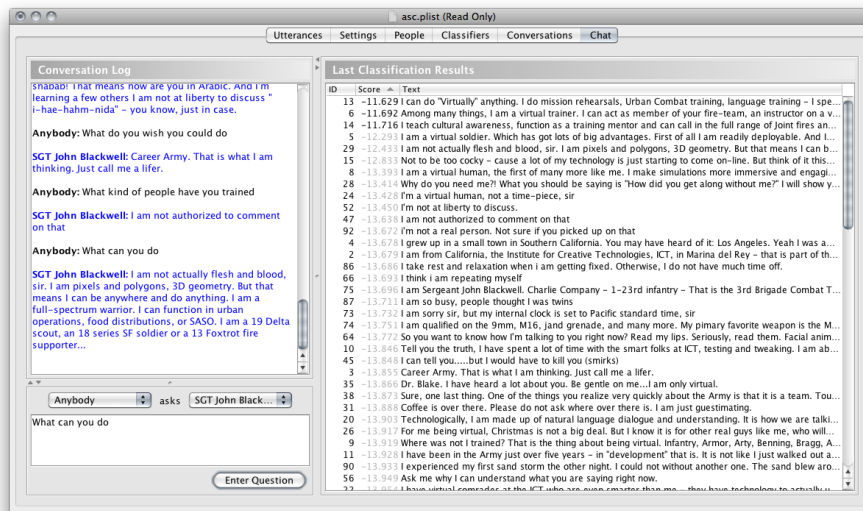 asc.plist (Read Only)
Utterances Settings People Classifiers Conversations Chat
Conversation Log
shabab! That means how are you in Arabic. And I'm
learning a few others I am not at liberty to discuss "
i-hae-hahm-nida" - you know, just in case.
Anybody: What do you wish you could do
SGT John Blackwell: Career Army. That is what I am
thinking. Just call me a lifer.
Anybody: What kind of people have you trained
SGT John Blackwell: I am not authorized to comment
on that
Anybody: What can you do
SGT John Blackwell: I am not actually flesh and blood,
sir. I am pixels and polygons, 3D geometry. But that
means I can be anywhere and do anything. I am a
full-spectrum warrior. I can function in urban
operations, food distributions, or SASO. I am a 19 Delta
scout, an 18 series SF soldier or a 13 Foxtrot fire
supporter...
Anybody asks SGT John Black...
What can you do
Enter Question
Last Classification Results
ID Score Text
13 -11.629 I can do "Virtually" anything. I do mission rehearsals, Urban Combat training, language training - I spe...
6 -11.692 Among many things, I am a virtual trainer. I can act as member of your fire-team, an instructor on a v...
14 -11.716 I teach cultural awareness, function as a training mentor and can call in the full range of Joint fires an...
5 -12.293 I am a virtual soldier. Which has got lots of big advantages. First of all I am readily deployable. And I...
29 -12.433 I am not actually flesh and blood, sir. I am pixels and polygons, 3D geometry. But that means I can b...
15 -12.833 Not to be too cocky - cause a lot of my technology is just starting to come on-line. But think of it this...
8 -13.393 I am a virtual human, the first of many more like me. I make simulations more immersive and engagi...
28 -13.414 Why do you need me?! What you should be saying is "How did you get along without me?" I will show y...
24 -13.428 I'm a virtual human, not a time-piece, sir
52 -13.450 I'm not at liberty to discuss.
47 -13.638 I am not authorized to comment on that
92 -13.672 i'm not a real person. Not sure if you picked up on that
4 -13.678 I grew up in a small town in Southern California. You may have heard of it: Los Angeles. Yeah I was a...
2 -13.679 I am from California, the Institute for Creative Technologies, ICT, in Marina del Rey - that is part of th...
86 -13.686 I take rest and relaxation when i am getting fixed. Otherwise, I do not have much time off.
66 -13.693 I think i am repeating myself
75 -13.696 I am Sergeant John Blackwell. Charlie Company - 1-23rd infantry - That is the 3rd Brigade Combat T...
87 -13.711 I am so busy, people thought I was twins
73 -13.732 I am sorry sir, but my internal clock is set to Pacific standard time, sir
74 -13.751 I am qualified on the 9mm, M16, jand grenade, and many more. My pimary favorite weapon is the M...
64 -13.772 So you want to know how I'm talking to you right now? Read my lips. Seriously, read them. Facial anim...
10 -13.846 Tell you the truth, I have spent a lot of time with the smart folks at ICT, testing and tweaking. I am ab...
45 -13.848 I can tell you.....but I would have to kill you (smirks)
3 -13.855 Career Army. That is what I am thinking. Just call me a lifer.
35 -13.866 Dr. Blake. I have heard a lot about you. Be gentle on me...I am only virtual.
38 -13.873 Sure, one last thing. One of the things you realize very quickly about the Army is that it is a team. Tou...
31 -13.888 Coffee is over there. Please do not ask where over there is. I am just guestimating.
20 -13.903 Technologically, I am made up of natural language dialogue and understanding. It is how we are talki...
26 -13.917 For me being virtual, Christmas is not a big deal. But I know it is for other real guys like me, who will...
9 -13.919 Where was not I trained? That is the thing about being virtual. Infantry, Armor, Arty, Benning, Bragg, A...
11 -13.928 I have been in the Army just over five years - in "development" that is. It is not like I just walked out a...
90 -13.933 I experienced my first sand storm the other night. I could not without another one. The sand blew aro...
56 -13.949 Ask me why I can understand what you are saying right now.
22 -13.954 I have virtual comrades at the ICT who are even smarter than me - they have technology to actually u...